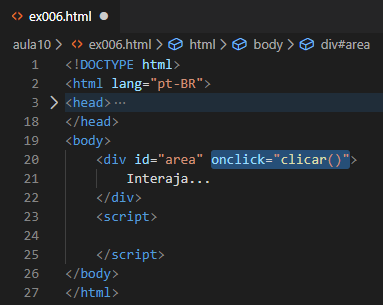 <> ex006.html ●
aula10 > <> ex006.html > html > body > div#area
1 <!DOCTYPE html>
2 <html lang="pt-BR">
3 > <head>...
18 </head>
19 <body>
20 <div id="area" onclick="clicar()">
21 Interaja...
22 </div>
23 <script>
24
25 </script>
26 </body>
27 </html>